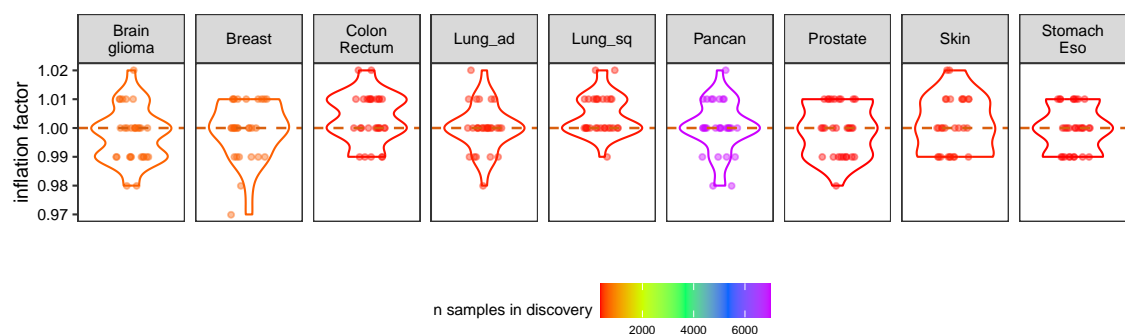 Brain
glioma
Breast
Colon
Rectum
Lung_ad
Lung_sq
Pancan
Prostate
Skin
Stomach
Eso
inflation factor
1.02
1.01
1.00
0.99
0.98
0.97
n samples in discovery
2000
4000
6000